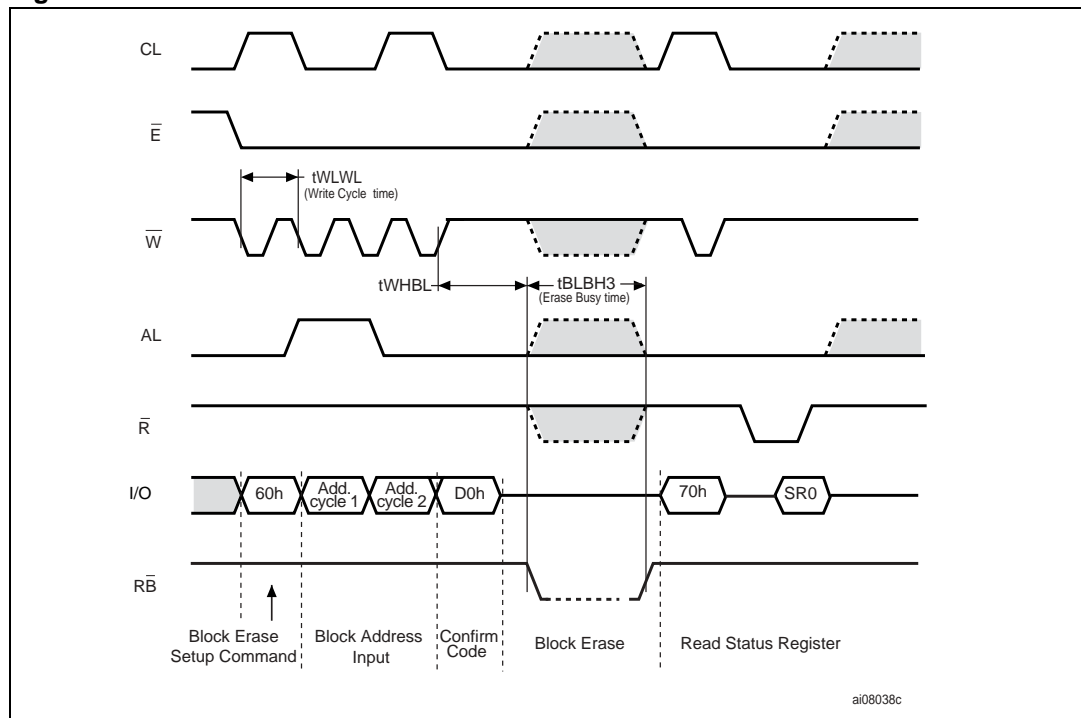 CL
E̅
tWLWL
(Write Cycle time)
W̅
tWHBL
tBLBH3
(Erase Busy time)
AL
R̅
I/O
60h
Add. cycle 1
Add. cycle 2
D0h
70h
SR0
RB̅
Block Erase
Setup Command
Block Address
Input
Confirm
Code
Block Erase
Read Status Register
ai08038c